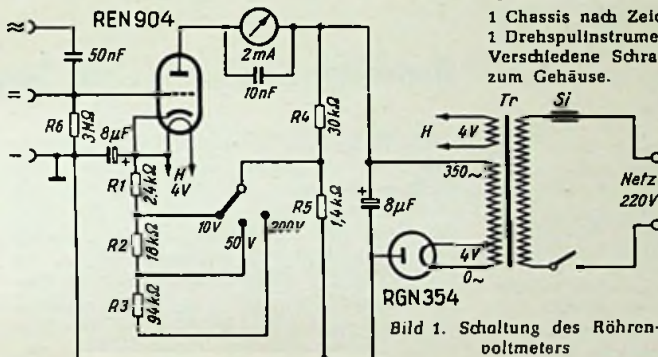 REN 904
1 Chassis nach Zeic
1 Drehspulinstrume
Verschiedene Schra
zum Gehäuse.
50nF
2mA
10nF
R6
3MΩ
8μF
+
H
4V
R1
2,4kΩ
R2
18kΩ
R3
94kΩ
10V
50V
200V
R4
30kΩ
R5
1,4kΩ
+
8μF
H
4V
350~
4V
0~
Tr
Si
Netz
220V
RGN354
Bild 1. Schaltung des Röhren-
voltmeters